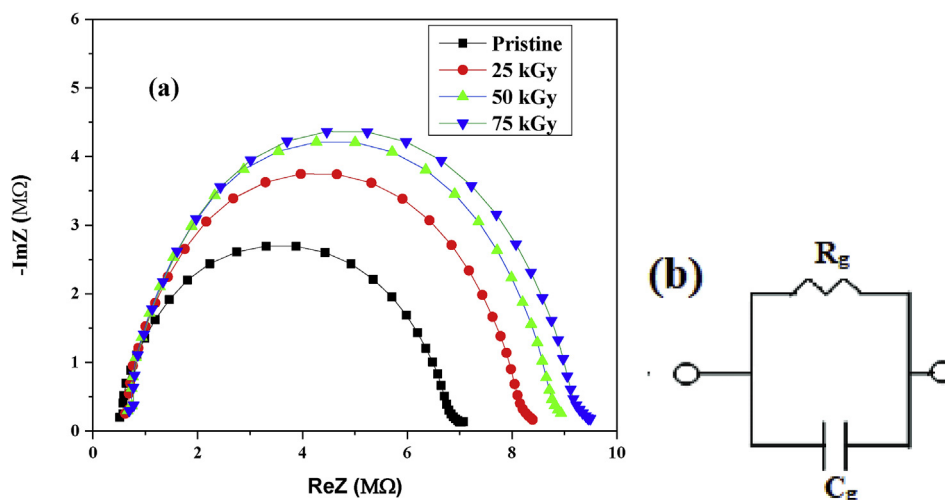 (a)
Pristine
25 kGy
50 kGy
75 kGy
6
5
4
3
2
1
0
-ImZ (MΩ)
0 2 4 6 8 10
ReZ (MΩ)
(b)
Rg
Cg